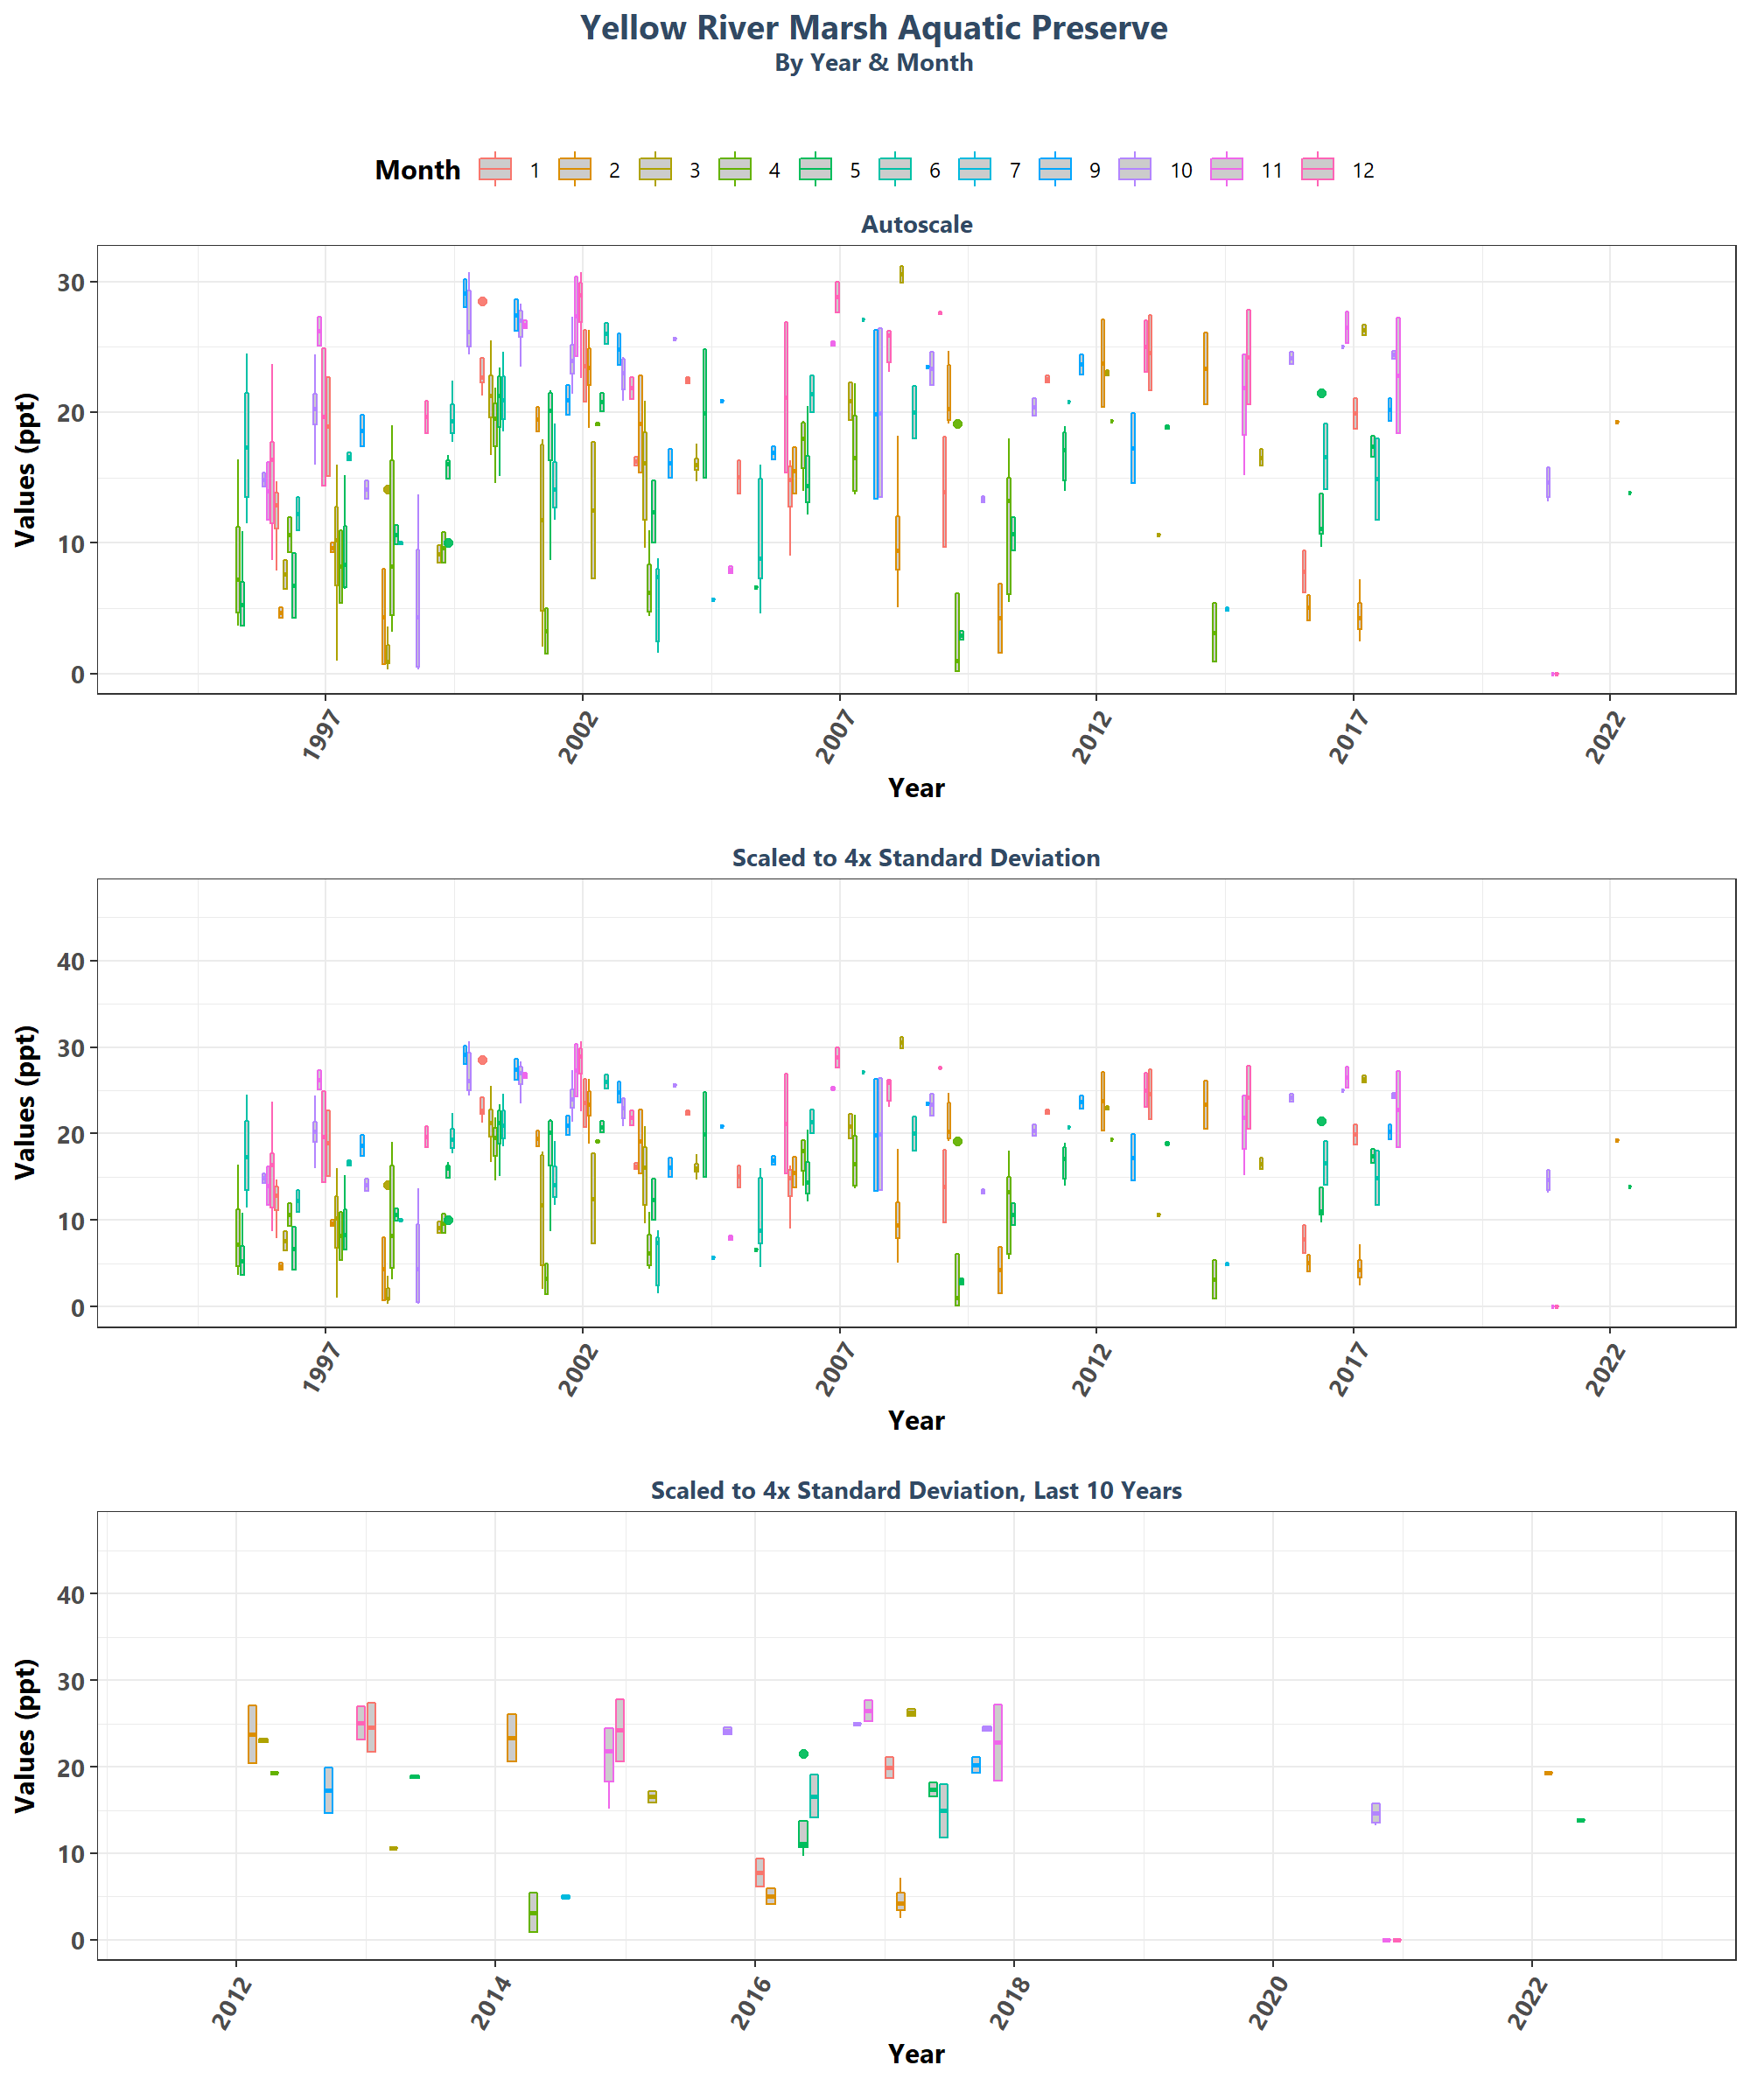 Yellow River Marsh Aquatic Preserve
By Year & Month
Month 1 2 3 4 5 6 7 9 10 11 12
Autoscale
Values (ppt)
30
20
10
0
1997 2002 2007 2012 2017 2022
Year
Scaled to 4x Standard Deviation
Values (ppt)
40
30
20
10
0
1997 2002 2007 2012 2017 2022
Year
Scaled to 4x Standard Deviation, Last 10 Years
Values (ppt)
40
30
20
10
0
2012 2014 2016 2018 2020 2022
Year